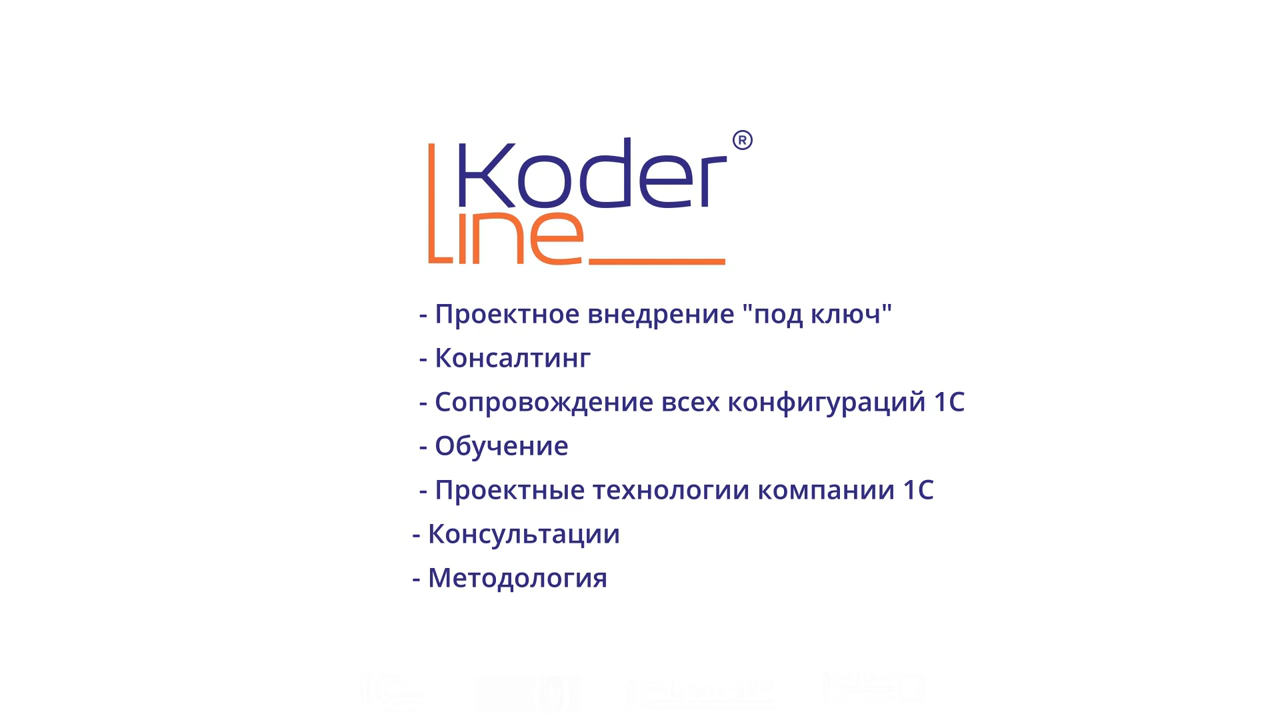 Koder®
Line
- Проектное внедрение "под ключ"
- Консалтинг
- Сопровождение всех конфигураций 1С
- Обучение
- Проектные технологии компании 1С
- Консультации
- Методология